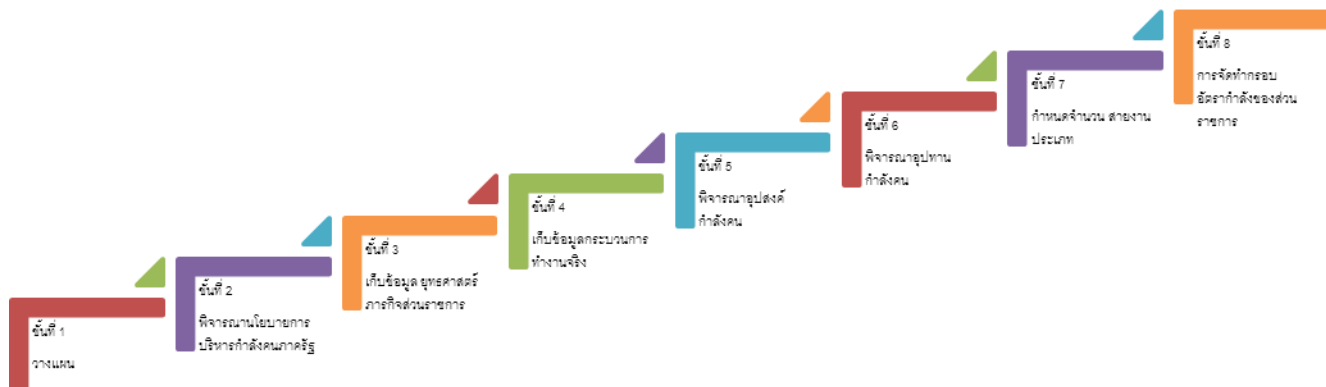 ขั้นที่ 1
วางแผน
ขั้นที่ 2
พิจารณานโยบายการ
บริหารกำลังคนภาครัฐ
ขั้นที่ 3
เก็บข้อมูล ยุทธศาสตร์
ภารกิจส่วนราชการ
ขั้นที่ 4
เก็บข้อมูลกระบวนการ
ทำงานจริง
ขั้นที่ 5
พิจารณาอุปสงค์
กำลังคน
ขั้นที่ 6
พิจารณาอุปทาน
กำลังคน
ขั้นที่ 7
กำหนดจำนวน สายงาน
ประเภท
ขั้นที่ 8
การจัดทำกรอบ
อัตรากำลังของส่วน
ราชการ